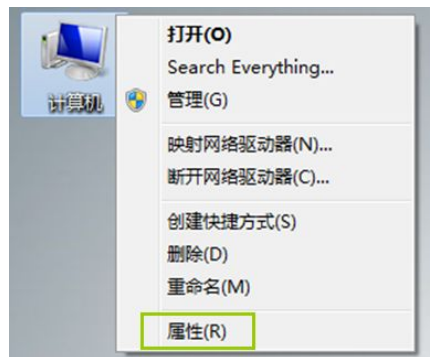 计算机
打开(O)
Search Everything...
管理(G)
映射网络驱动器(N)...
断开网络驱动器(C)...
创建快捷方式(S)
删除(D)
重命名(M)
属性(R)